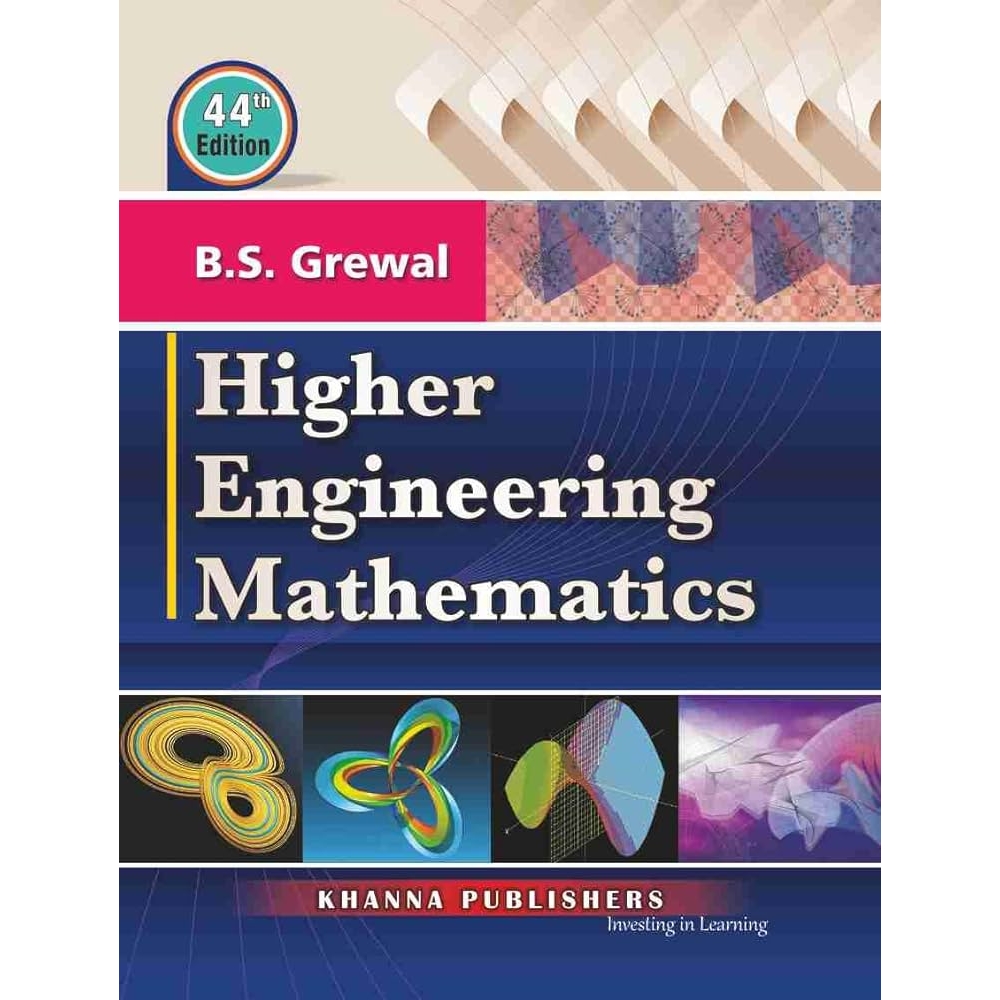 44th
Edition
B.S. Grewal
Higher
Engineering
Mathematics
KHANNA PUBLISHERS
Investing in Learning